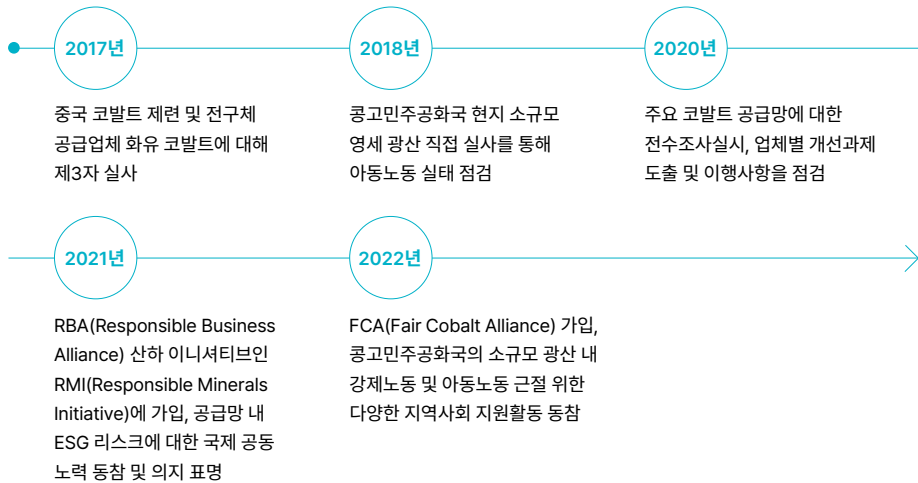 2017년
중국 코발트 제련 및 전구체
공급업체 화유 코발트에 대해
제3자 실사
2018년
콩고민주공화국 현지 소규모
영세 광산 직접 실사를 통해
아동노동 실태 점검
2020년
주요 코발트 공급망에 대한
전수조사실시, 업체별 개선과제
도출 및 이행사항을 점검
2021년
RBA(Responsible Business
Alliance) 산하 이니셔티브인
RMI(Responsible Minerals
Initiative)에 가입, 공급망 내
ESG 리스크에 대한 국제 공동
노력 동참 및 의지 표명
2022년
FCA(Fair Cobalt Alliance) 가입,
콩고민주공화국의 소규모 광산 내
강제노동 및 아동노동 근절 위한
다양한 지역사회 지원활동 동참